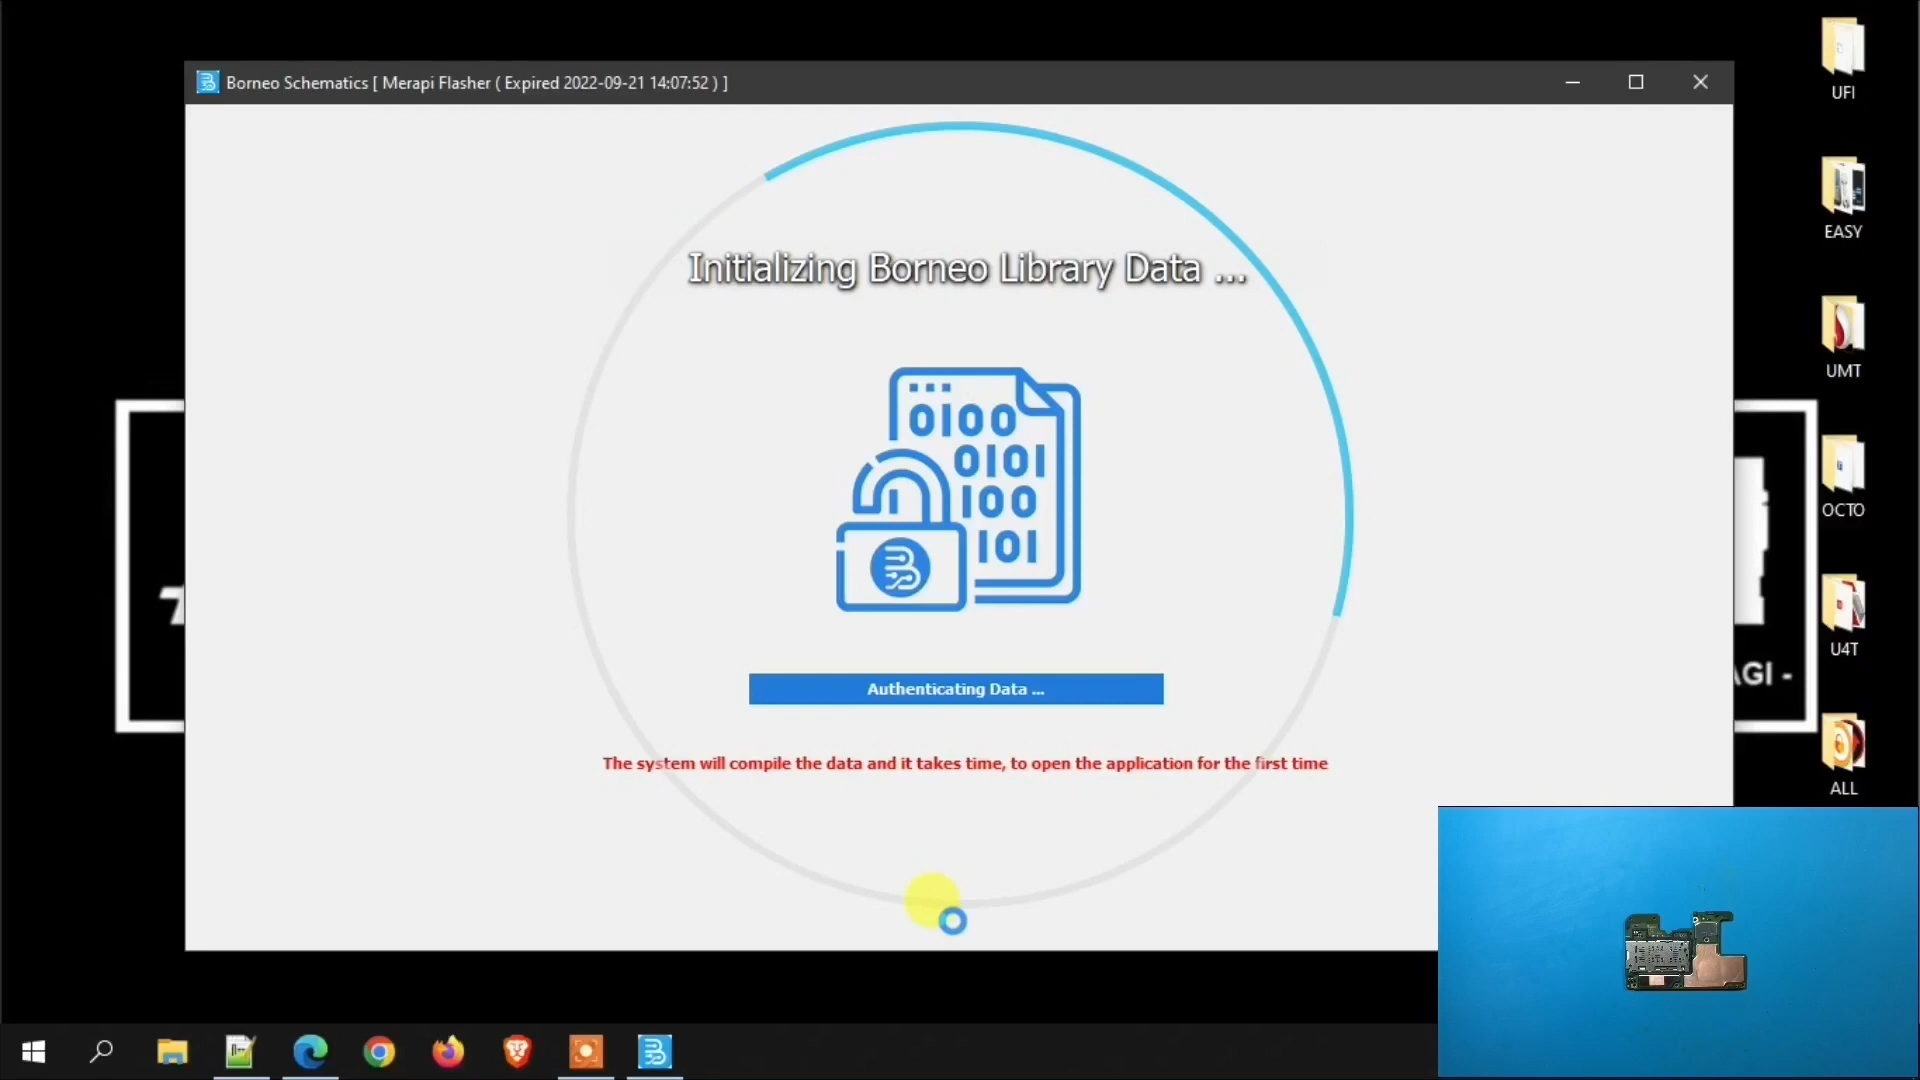 Borneo Schematics [ Merapi Flasher ( Expired 2022-09-21 14:07:52 ) ]
Initializing Borneo Library Data ...
0100
0101
100
101
Authenticating Data ...
The system will compile the data and it takes time, to open the application for the first time
UFI
EASY
UMT
OCTO
U4T
AGI -
ALL